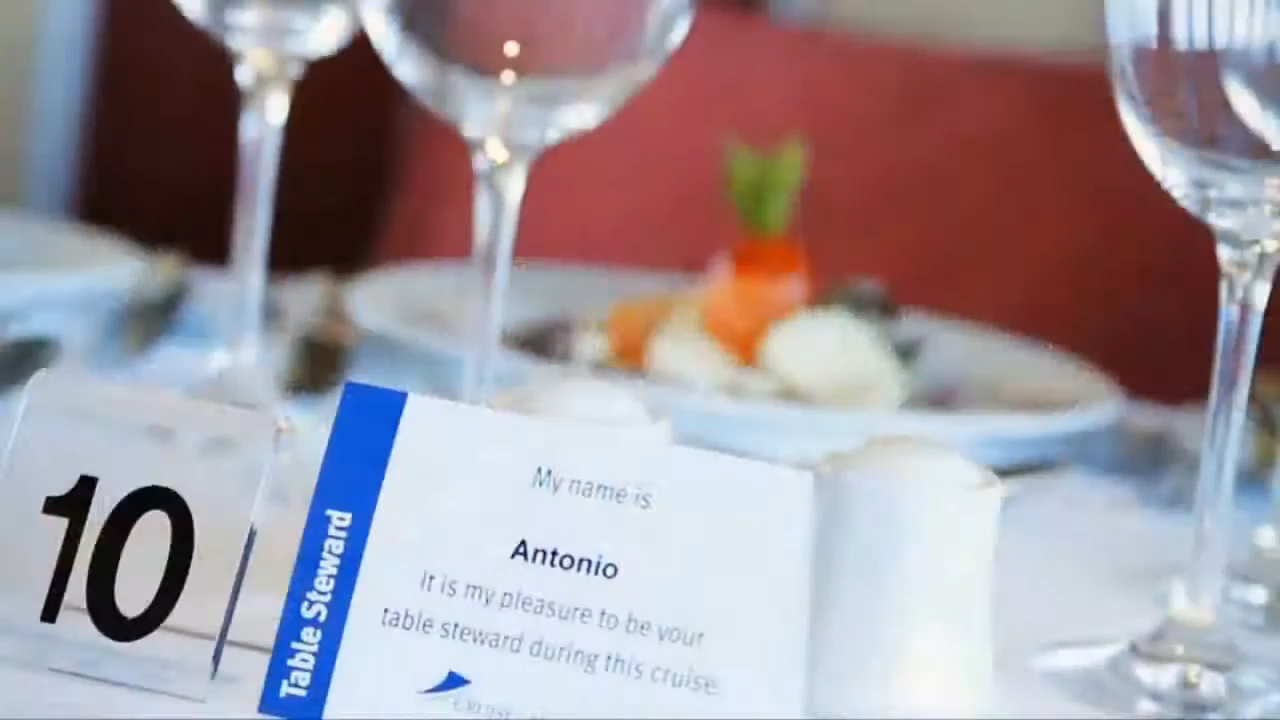 10
Table Steward
My name is
Antonio
It is my pleasure to be your
table steward during this cruise.